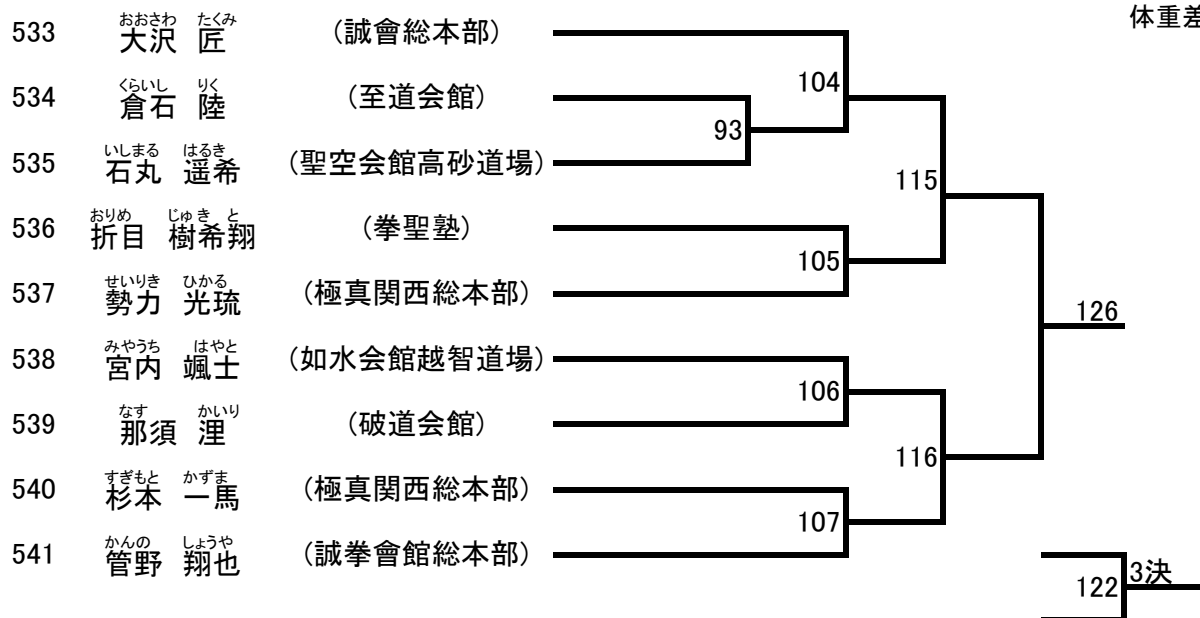 体重差
おおさわ たくみ
533 大沢 匠 (誠會総本部)
104
くらいし りく
534 倉石 陸 (至道会館)
93
いしまる はるき
535 石丸 遥希 (聖空会館高砂道場)
115
おりめ じゅきと
536 折目 樹希翔 (拳聖塾)
105
せいりき ひかる
537 勢力 光琉 (極真関西総本部)
126
みやうち はやと
538 宮内 颯士 (如水会館越智道場)
106
なす かいり
539 那須 浬 (破道会館)
116
すぎもと かずま
540 杉本 一馬 (極真関西総本部)
107
かんの しょうや
541 管野 翔也 (誠拳會館総本部)
122 3決